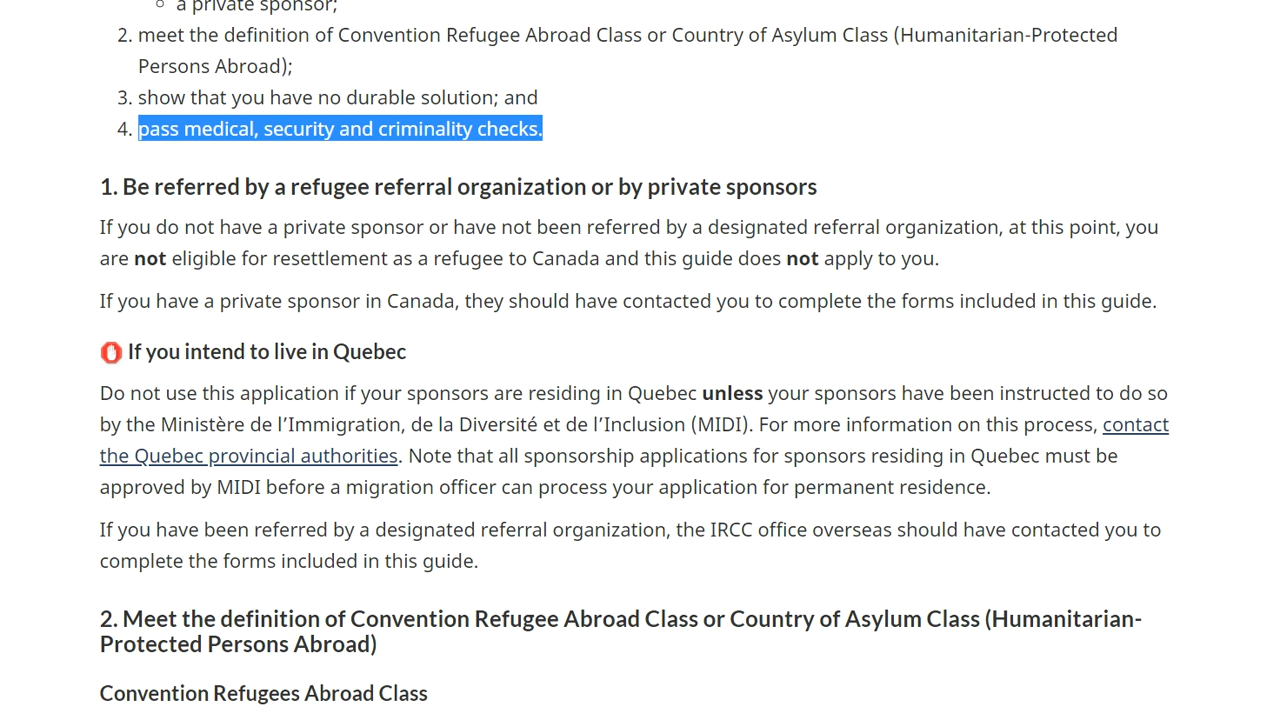 a private sponsor;
2. meet the definition of Convention Refugee Abroad Class or Country of Asylum Class (Humanitarian-Protected
Persons Abroad);
3. show that you have no durable solution; and
4. pass medical, security and criminality checks.
1. Be referred by a refugee referral organization or by private sponsors
If you do not have a private sponsor or have not been referred by a designated referral organization, at this point, you
are not eligible for resettlement as a refugee to Canada and this guide does not apply to you.
If you have a private sponsor in Canada, they should have contacted you to complete the forms included in this guide.
If you intend to live in Quebec
Do not use this application if your sponsors are residing in Quebec unless your sponsors have been instructed to do so
by the Ministère de l’Immigration, de la Diversité et de l’Inclusion (MIDI). For more information on this process, contact
the Quebec provincial authorities. Note that all sponsorship applications for sponsors residing in Quebec must be
approved by MIDI before a migration officer can process your application for permanent residence.
If you have been referred by a designated referral organization, the IRCC office overseas should have contacted you to
complete the forms included in this guide.
2. Meet the definition of Convention Refugee Abroad Class or Country of Asylum Class (Humanitarian-
Protected Persons Abroad)
Convention Refugees Abroad Class